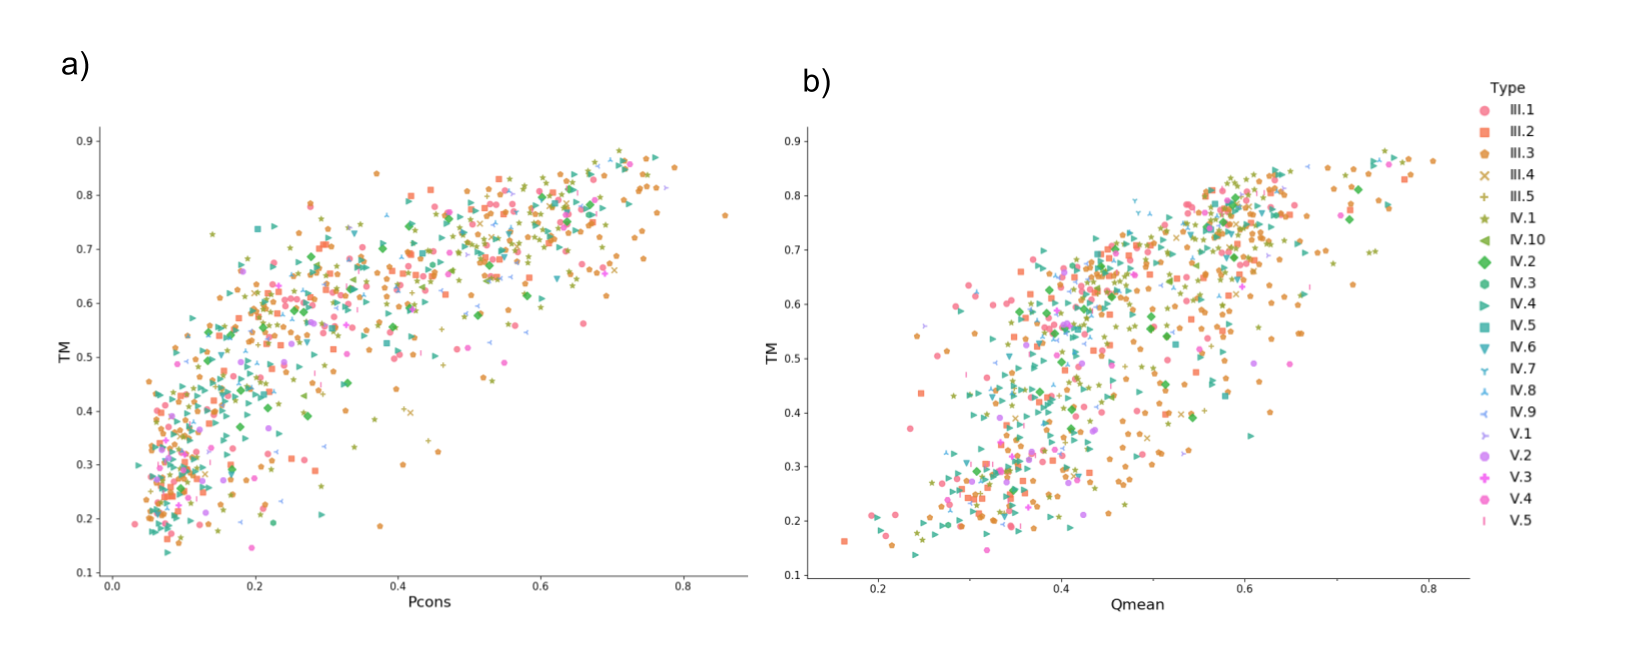 a)
b)
0.9
0.8
0.7
0.6
0.5
0.4
0.3
0.2
0.1
TM
0.0
0.2
0.4
0.6
0.8
Pcons
0.9
0.8
0.7
0.6
0.5
0.4
0.3
0.2
0.1
TM
0.2
0.4
0.6
0.8
Qmean
Type
III.1
III.2
III.3
III.4
III.5
IV.1
IV.10
IV.2
IV.3
IV.4
IV.5
IV.6
IV.7
IV.8
IV.9
V.1
V.2
V.3
V.4
V.5